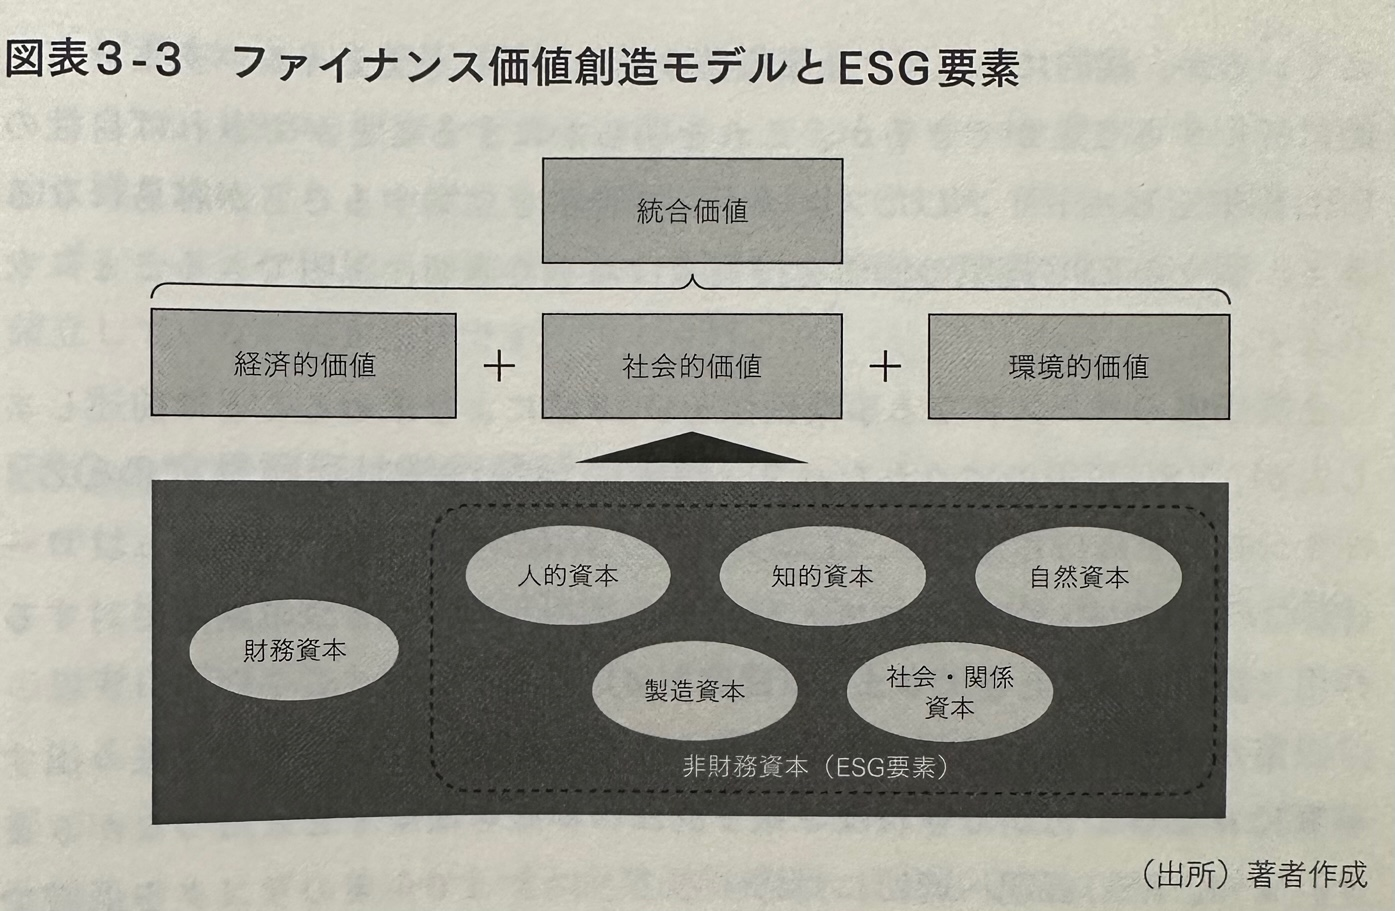 図表3-3 ファイナンス価値創造モデルとESG要素
統合価値
経済的価値 + 社会的価値 + 環境的価値
人的資本 知的資本 自然資本
財務資本
製造資本
社会・関係
資本
非財務資本（ESG要素）
（出所）著者作成